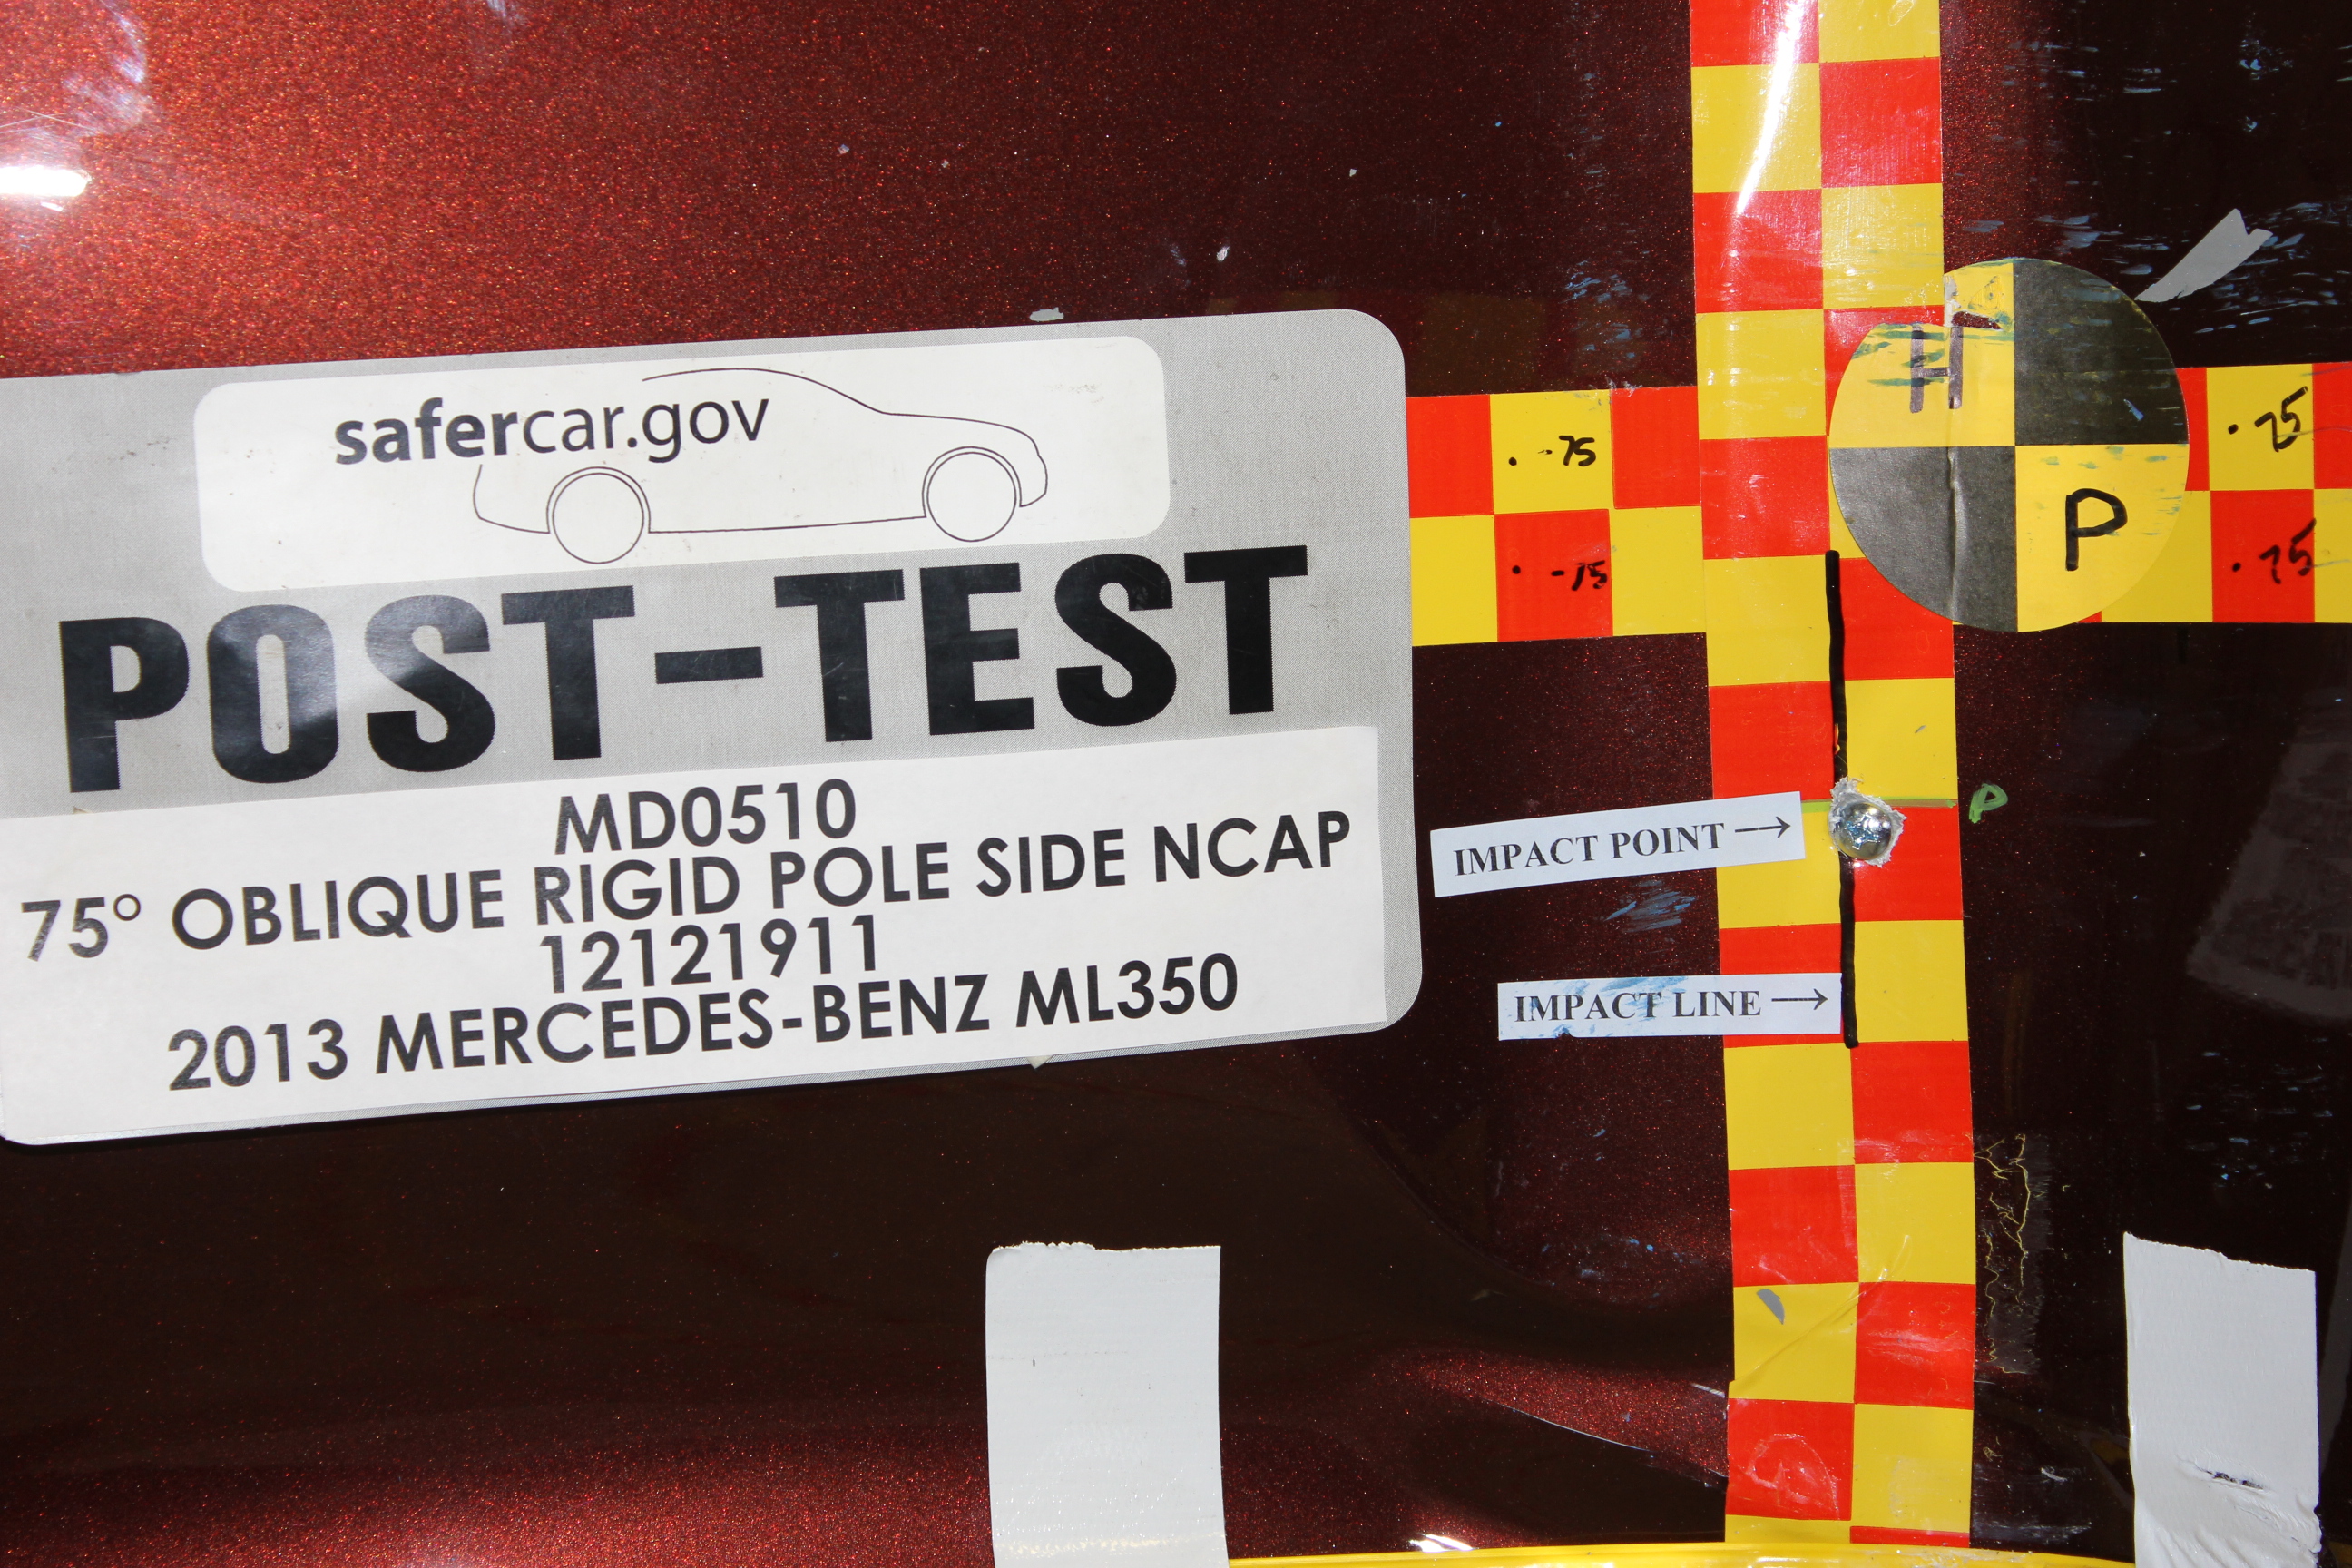 safercar.gov
POST-TEST
MD0510
75° OBLIQUE RIGID POLE SIDE NCAP
12121911
2013 MERCEDES-BENZ ML350
.-75
.-75
H
P
.75
.75
P
IMPACT POINT →
IMPACT LINE →